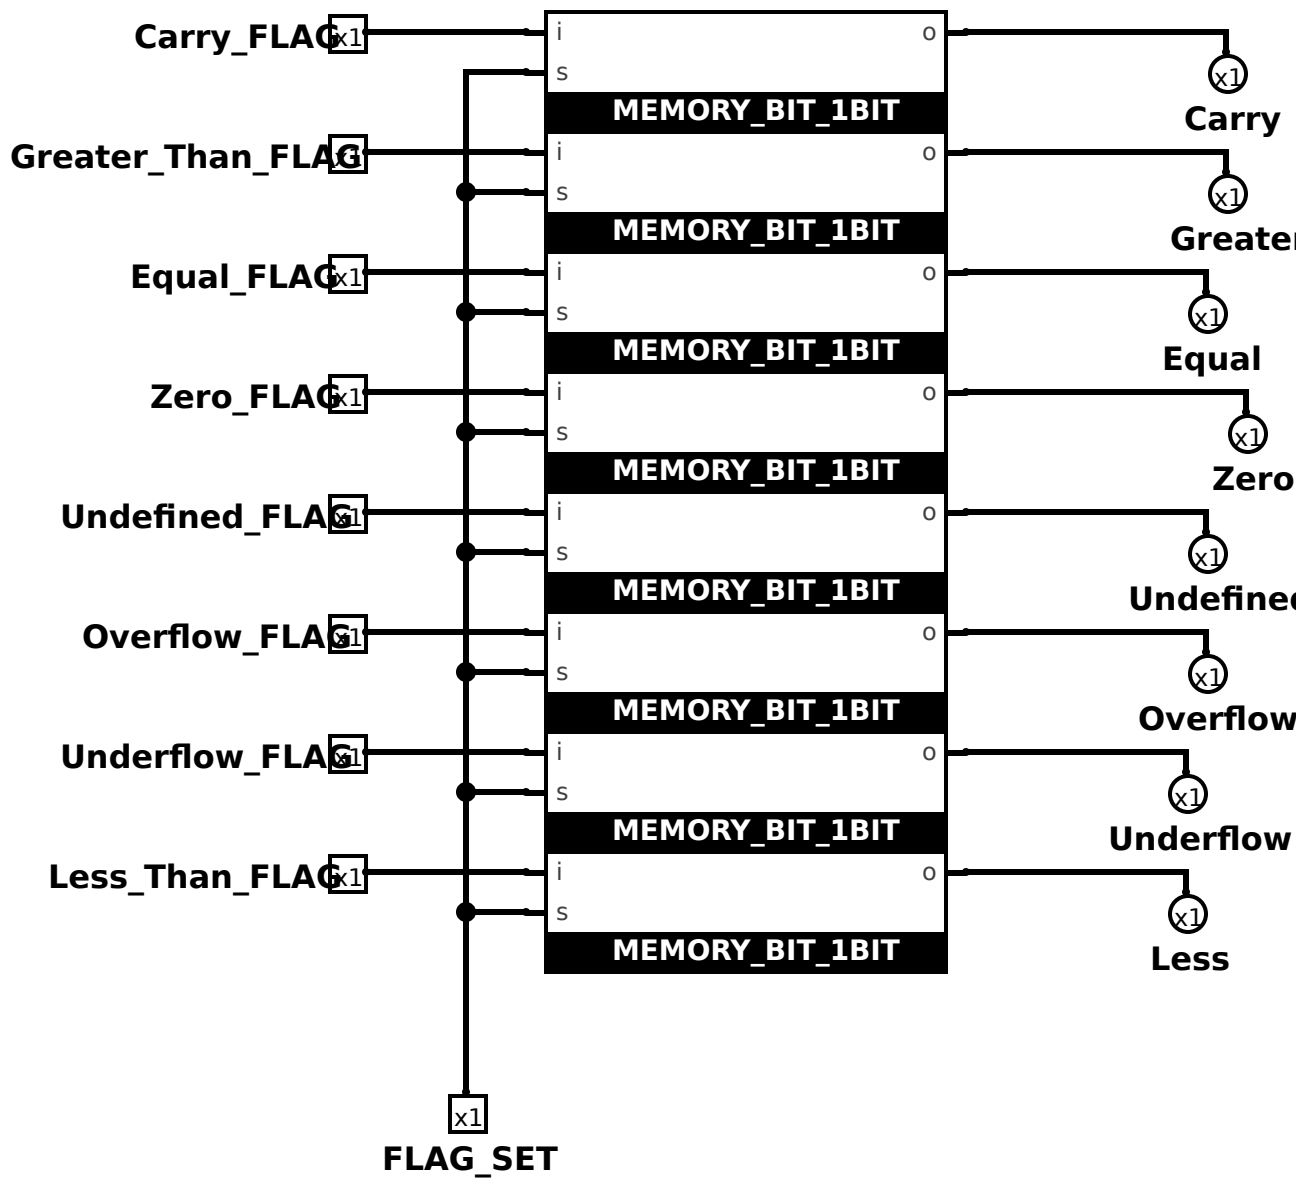 Carry_FLAG x1 i o
s x1
MEMORY_BIT_1BIT Carry
Greater_Than_FLAG x1 i o
s x1
MEMORY_BIT_1BIT Greater
Equal_FLAG x1 i o
s x1
MEMORY_BIT_1BIT Equal
Zero_FLAG x1 i o
s x1
MEMORY_BIT_1BIT Zero
Undefined_FLAG x1 i o
s x1
MEMORY_BIT_1BIT Undefined
Overflow_FLAG x1 i o
s x1
MEMORY_BIT_1BIT Overflow
Underflow_FLAG x1 i o
s x1
MEMORY_BIT_1BIT Underflow
Less_Than_FLAG x1 i o
s x1
MEMORY_BIT_1BIT Less
x1
FLAG_SET